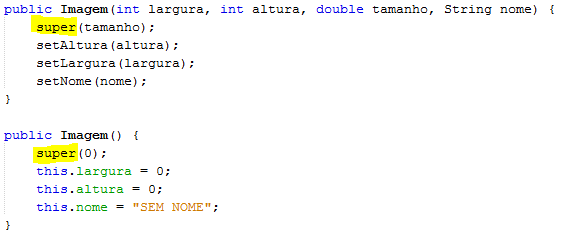 public Imagem(int largura, int altura, double tamanho, String nome) {
    super(tamanho);
    setAltura(altura);
    setLargura(largura);
    setNome(nome);
}

public Imagem() {
    super(0);
    this.largura = 0;
    this.altura = 0;
    this.nome = "SEM NOME";
}